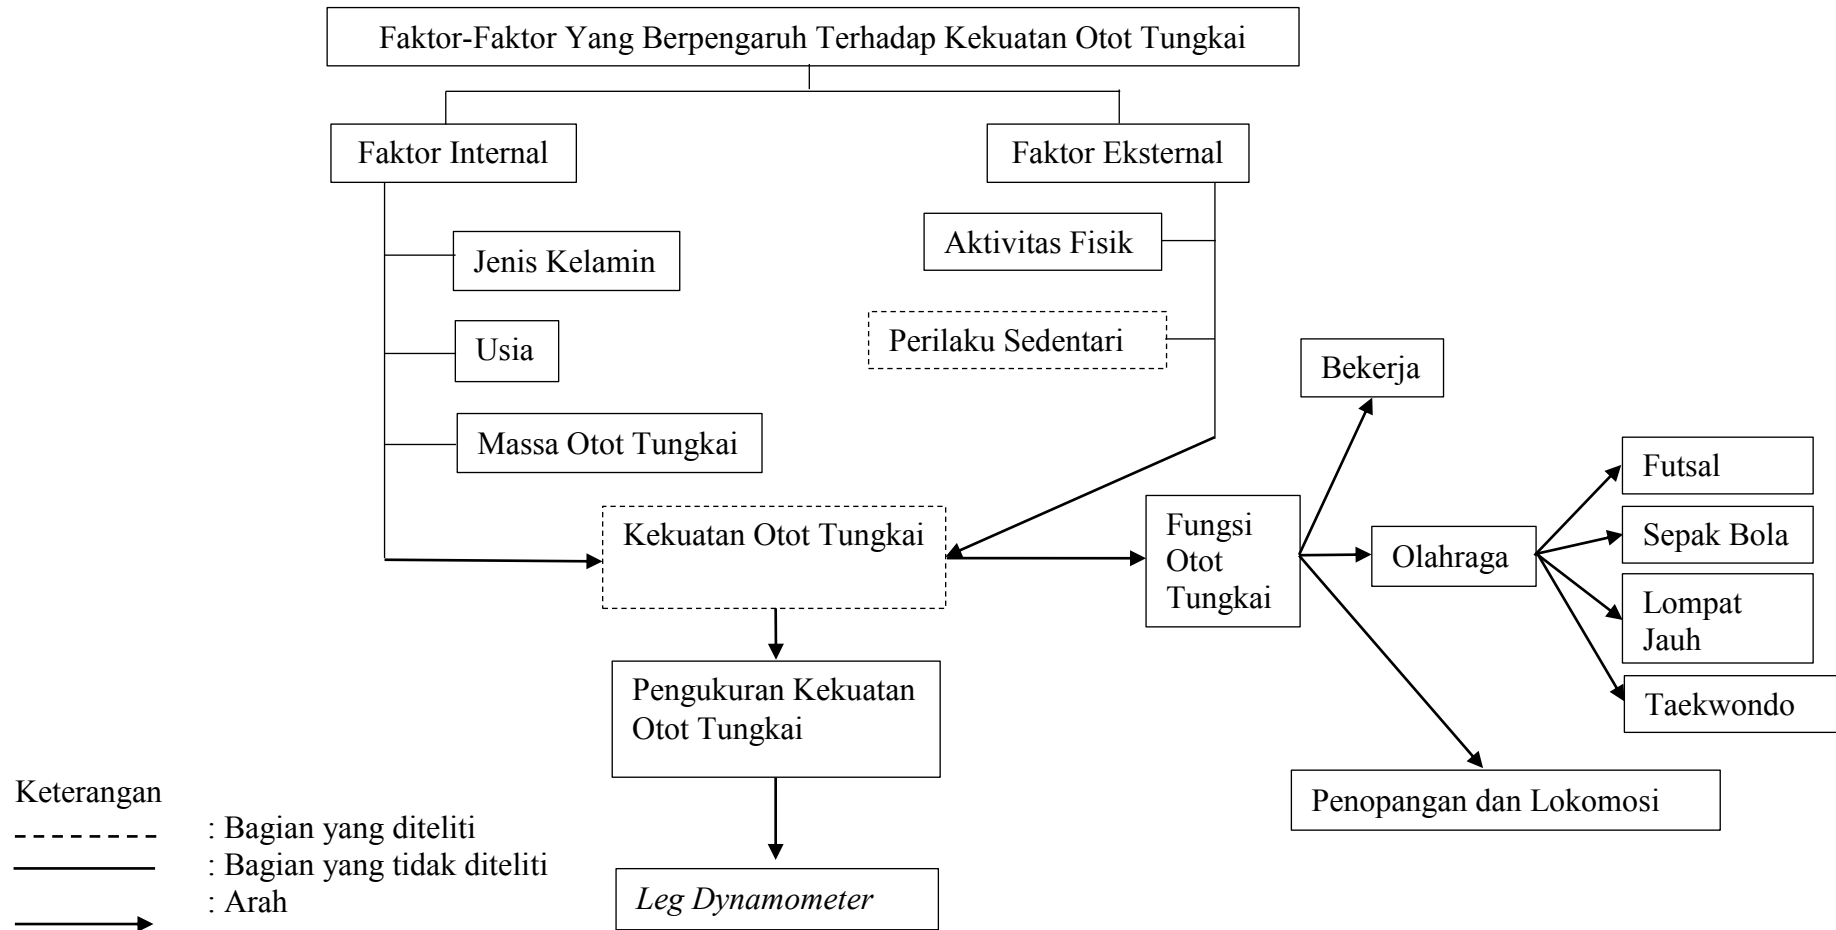 Faktor-Faktor Yang Berpengaruh Terhadap Kekuatan Otot Tungkai
Faktor Internal
Faktor Eksternal
Jenis Kelamin
Aktivitas Fisik
Usia
Perilaku Sedentari
Massa Otot Tungkai
Bekerja
Kekuatan Otot Tungkai
Fungsi
Otot
Tungkai
Olahraga
Futsal
Sepak Bola
Lompat
Jauh
Taekwondo
Pengukuran Kekuatan
Otot Tungkai
Penopangan dan Lokomosi
Leg Dynamometer
Keterangan
: Bagian yang diteliti
: Bagian yang tidak diteliti
: Arah